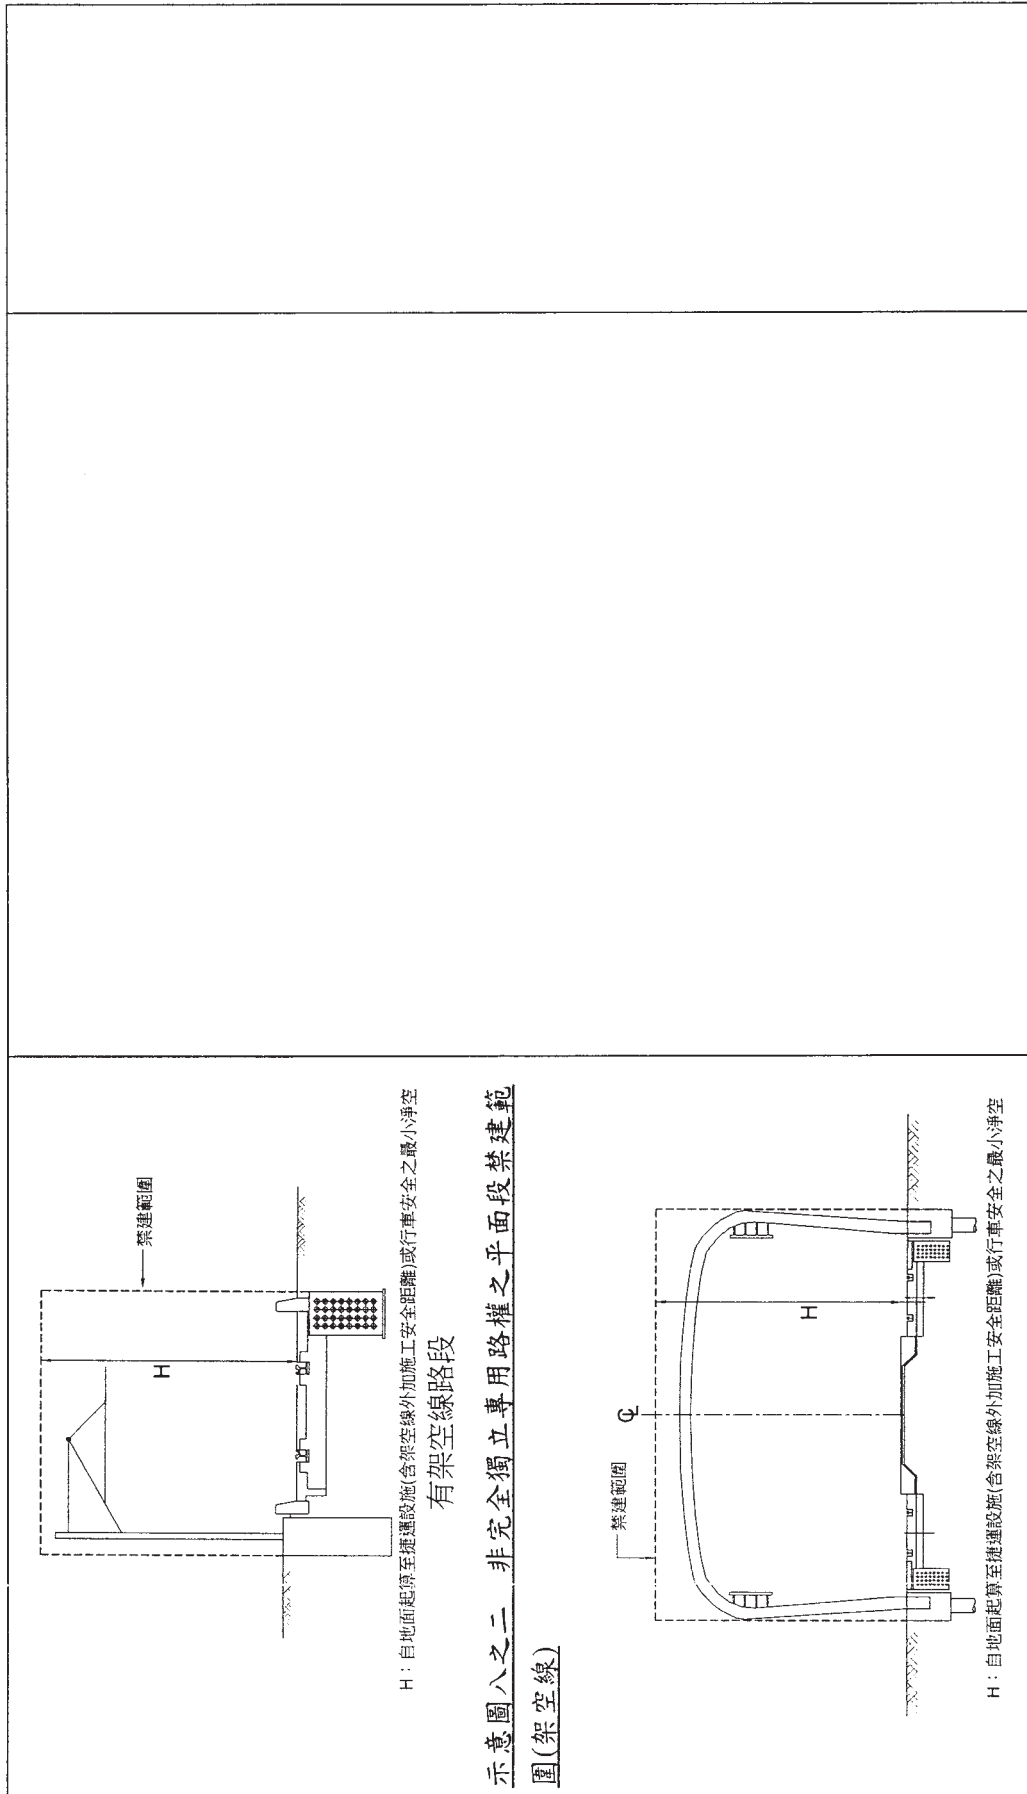 禁建範圍
H
H：自地面起算至捷運設施(含架空線外加施工安全距離)或行車安全之最小淨空
有架空線路段
示意圖八之二 非完全獨立專用路權之平面段禁建範
圍(架空線)
禁建範圍
℄
H
H：自地面起算至捷運設施(含架空線外加施工安全距離)或行車安全之最小淨空